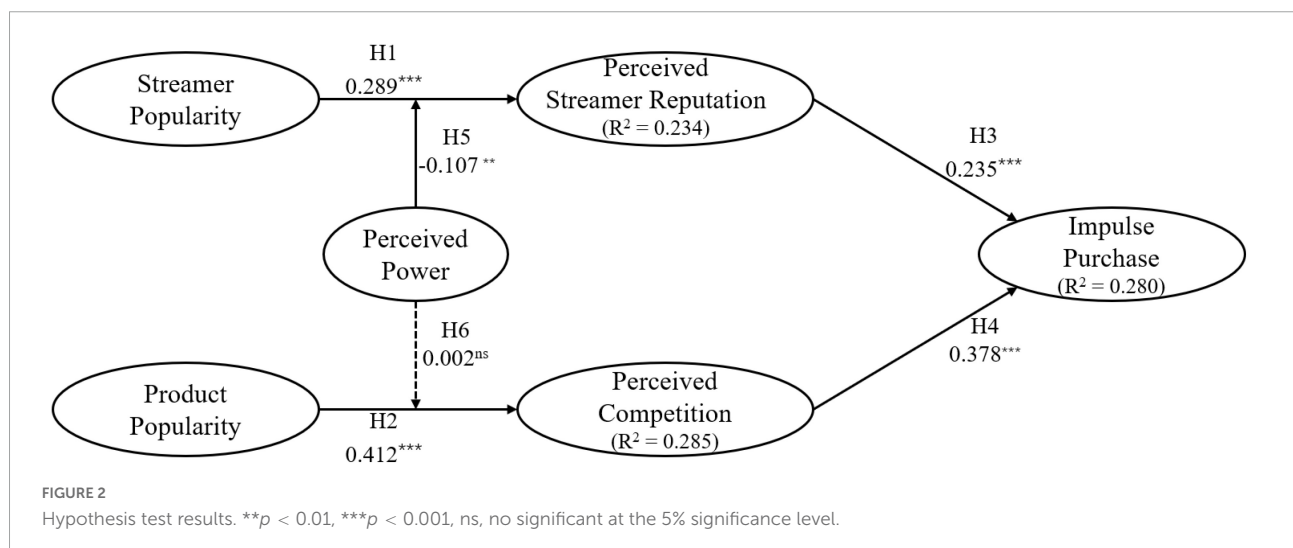 H1
0.289***
Streamer
Popularity
Perceived
Streamer Reputation
(R² = 0.234)
H5
-0.107 **
H3
0.235***
Perceived
Power
Impulse
Purchase
(R² = 0.280)
H6
0.002ns
H4
0.378***
Product
Popularity
H2
0.412***
Perceived
Competition
(R² = 0.285)
FIGURE 2
Hypothesis test results. **p < 0.01, ***p < 0.001, ns, no significant at the 5% significance level.